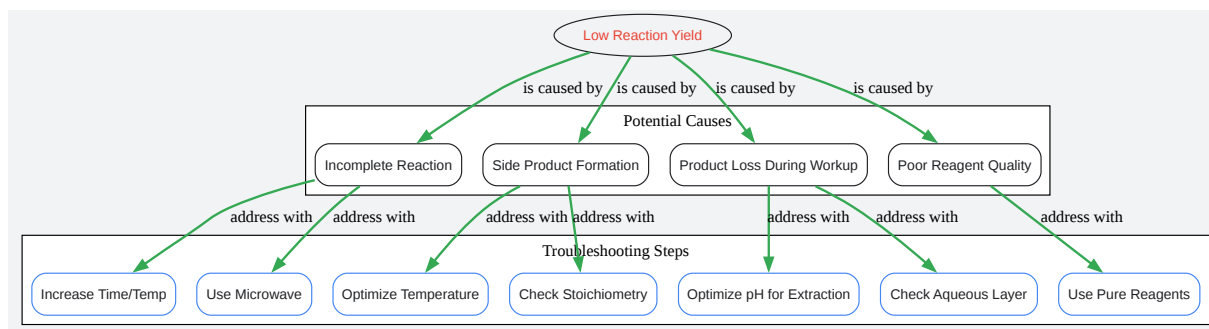 Low Reaction Yield
is caused by
is caused by
is caused by
is caused by
Potential Causes
Incomplete Reaction
Side Product Formation
Product Loss During Workup
Poor Reagent Quality
address with
address with
address with
address with
address with
address with
address with
Troubleshooting Steps
Increase Time/Temp
Use Microwave
Optimize Temperature
Check Stoichiometry
Optimize pH for Extraction
Check Aqueous Layer
Use Pure Reagents